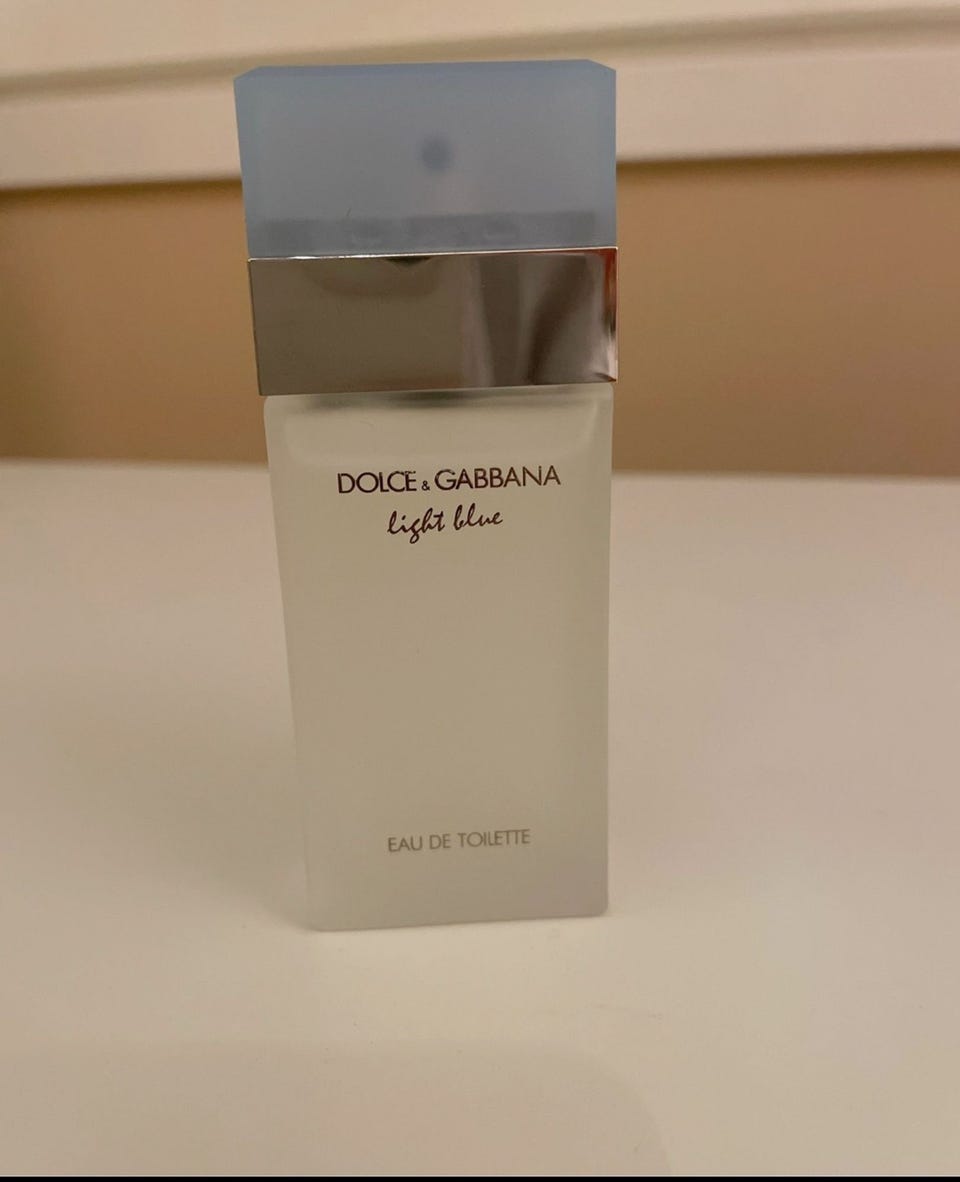 DOLCE & GABBANA
light blue
EAU DE TOILETTE